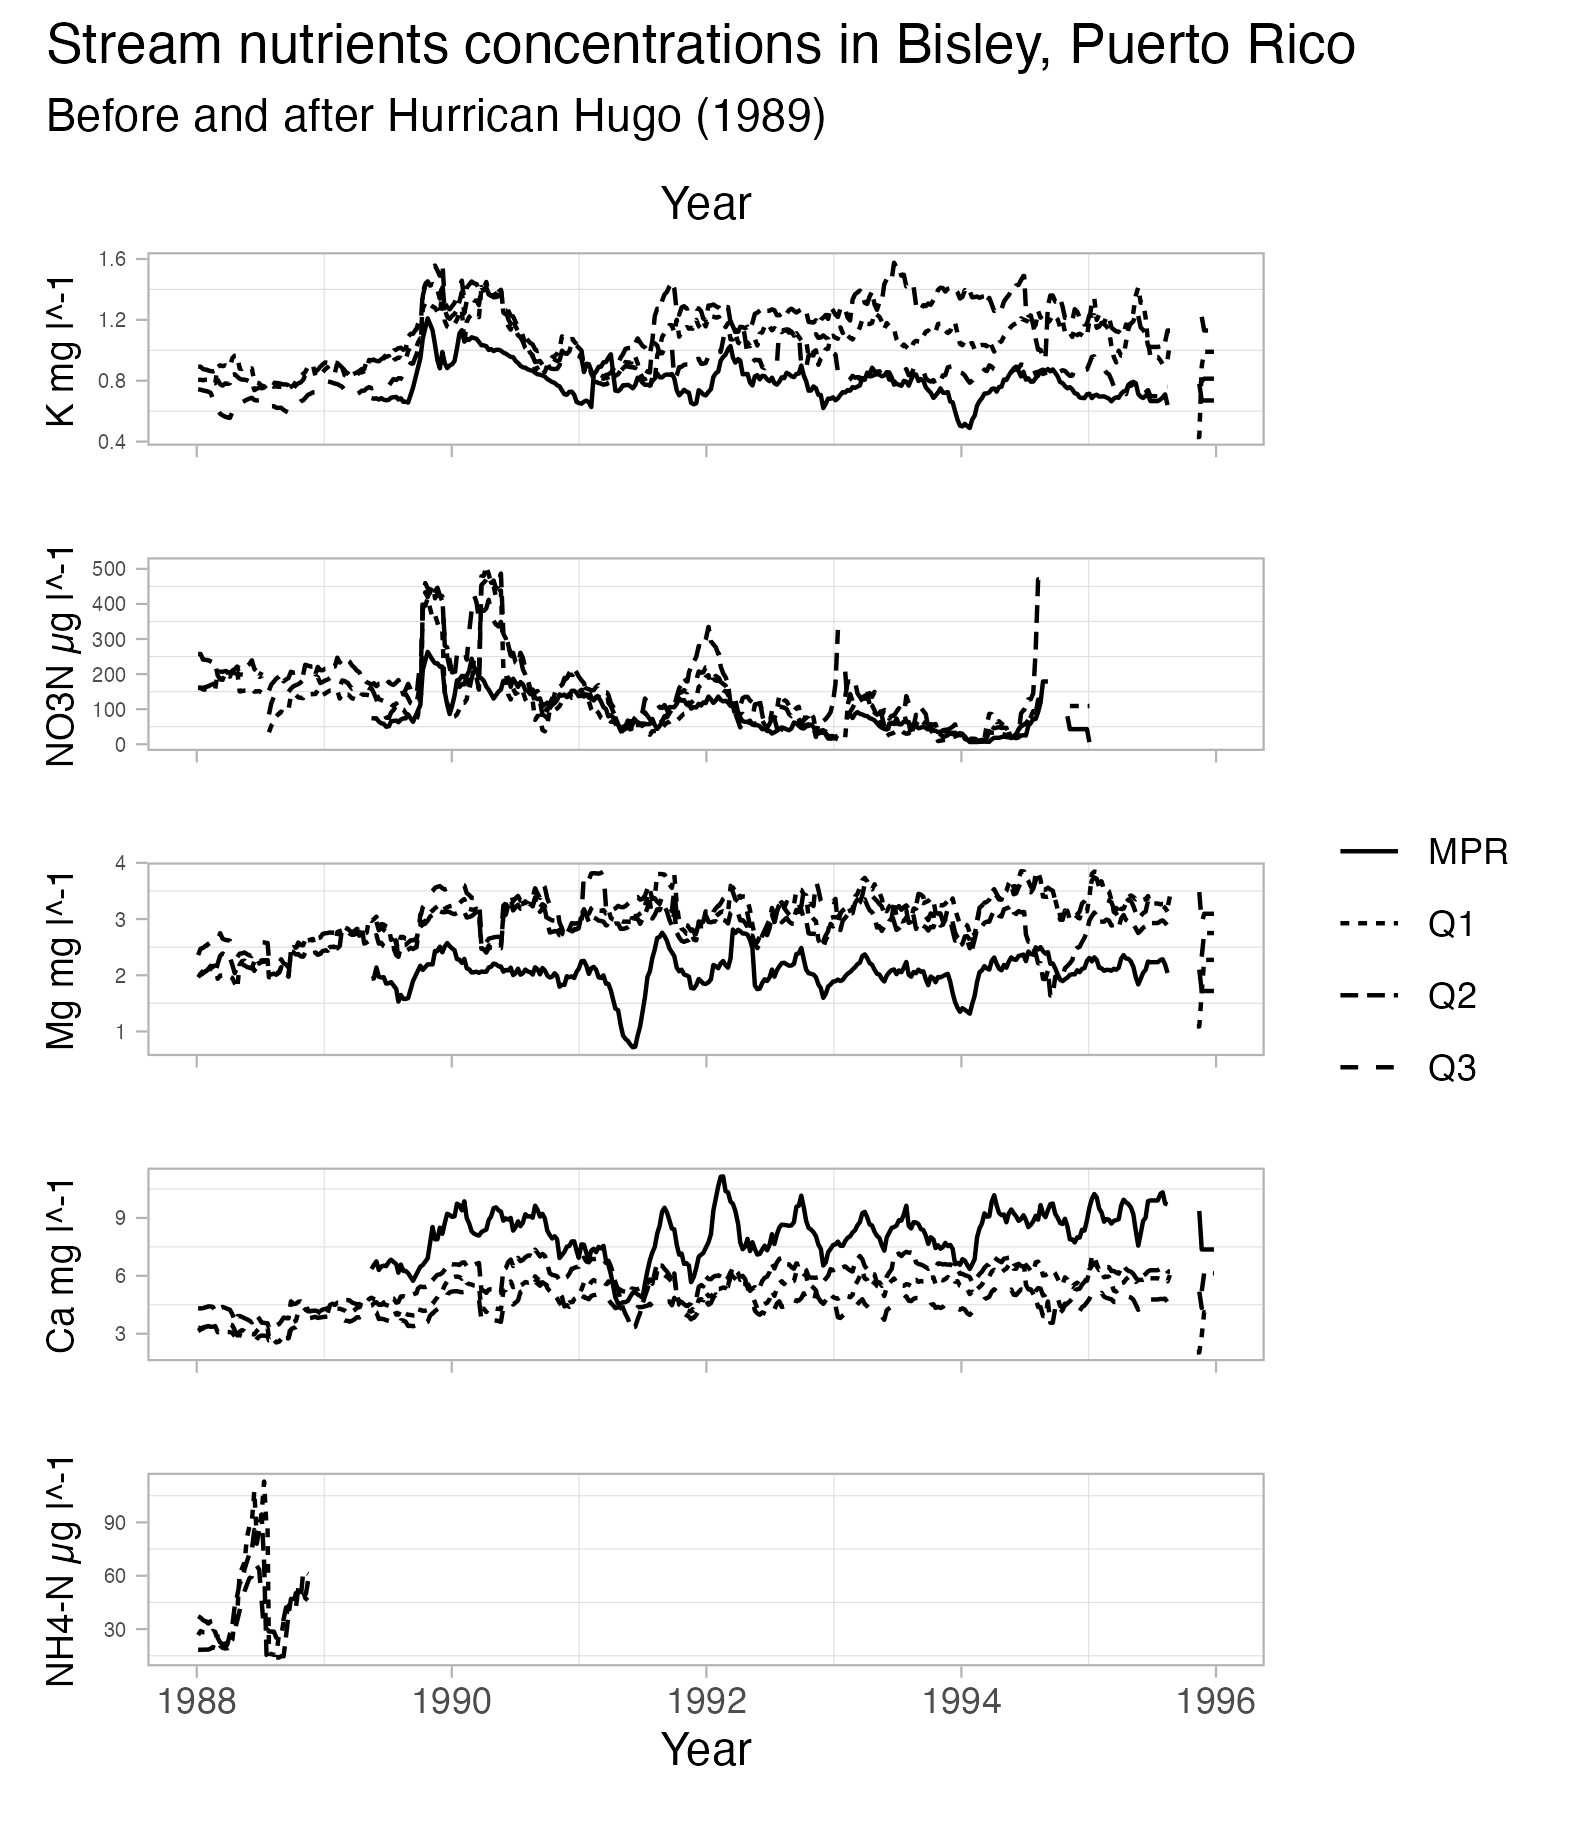 Stream nutrients concentrations in Bisley, Puerto Rico
Before and after Hurrican Hugo (1989)
Year
K mg l^-1
1.6
1.2
0.8
0.4
NO3N µg l^-1
500
400
300
200
100
0
Mg mg l^-1
4
3
2
1
MPR
Q1
Q2
Q3
Ca mg l^-1
9
6
3
NH4-N µg l^-1
90
60
30
1988 1990 1992 1994 1996
Year